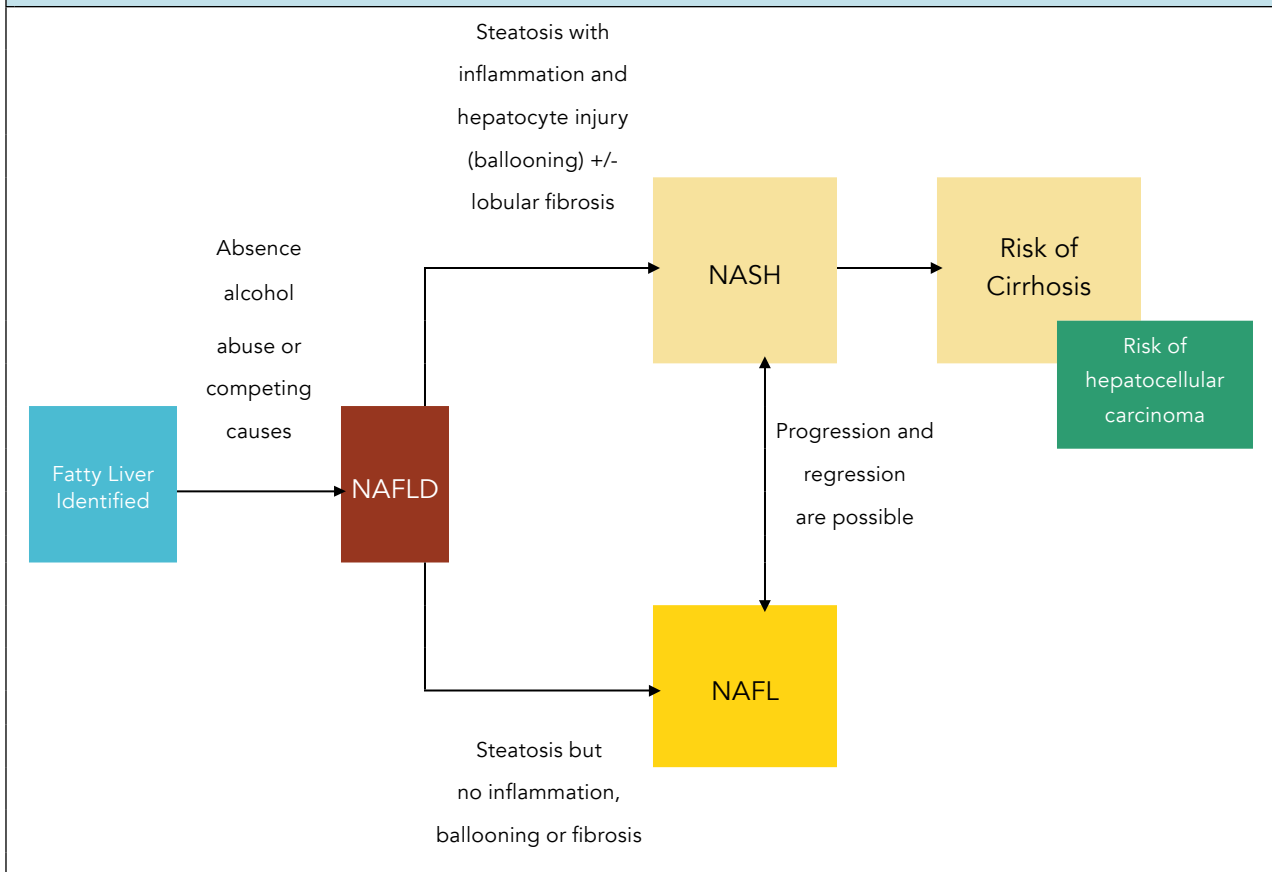 Steatosis with
inflammation and
hepatocyte injury
(ballooning) +/-
lobular fibrosis
Absence
alcohol
abuse or
competing
causes
Fatty Liver
Identified
NAFLD
NASH
Risk of
Cirrhosis
Risk of
hepatocellular
carcinoma
Progression and
regression
are possible
NAFL
Steatosis but
no inflammation,
ballooning or fibrosis